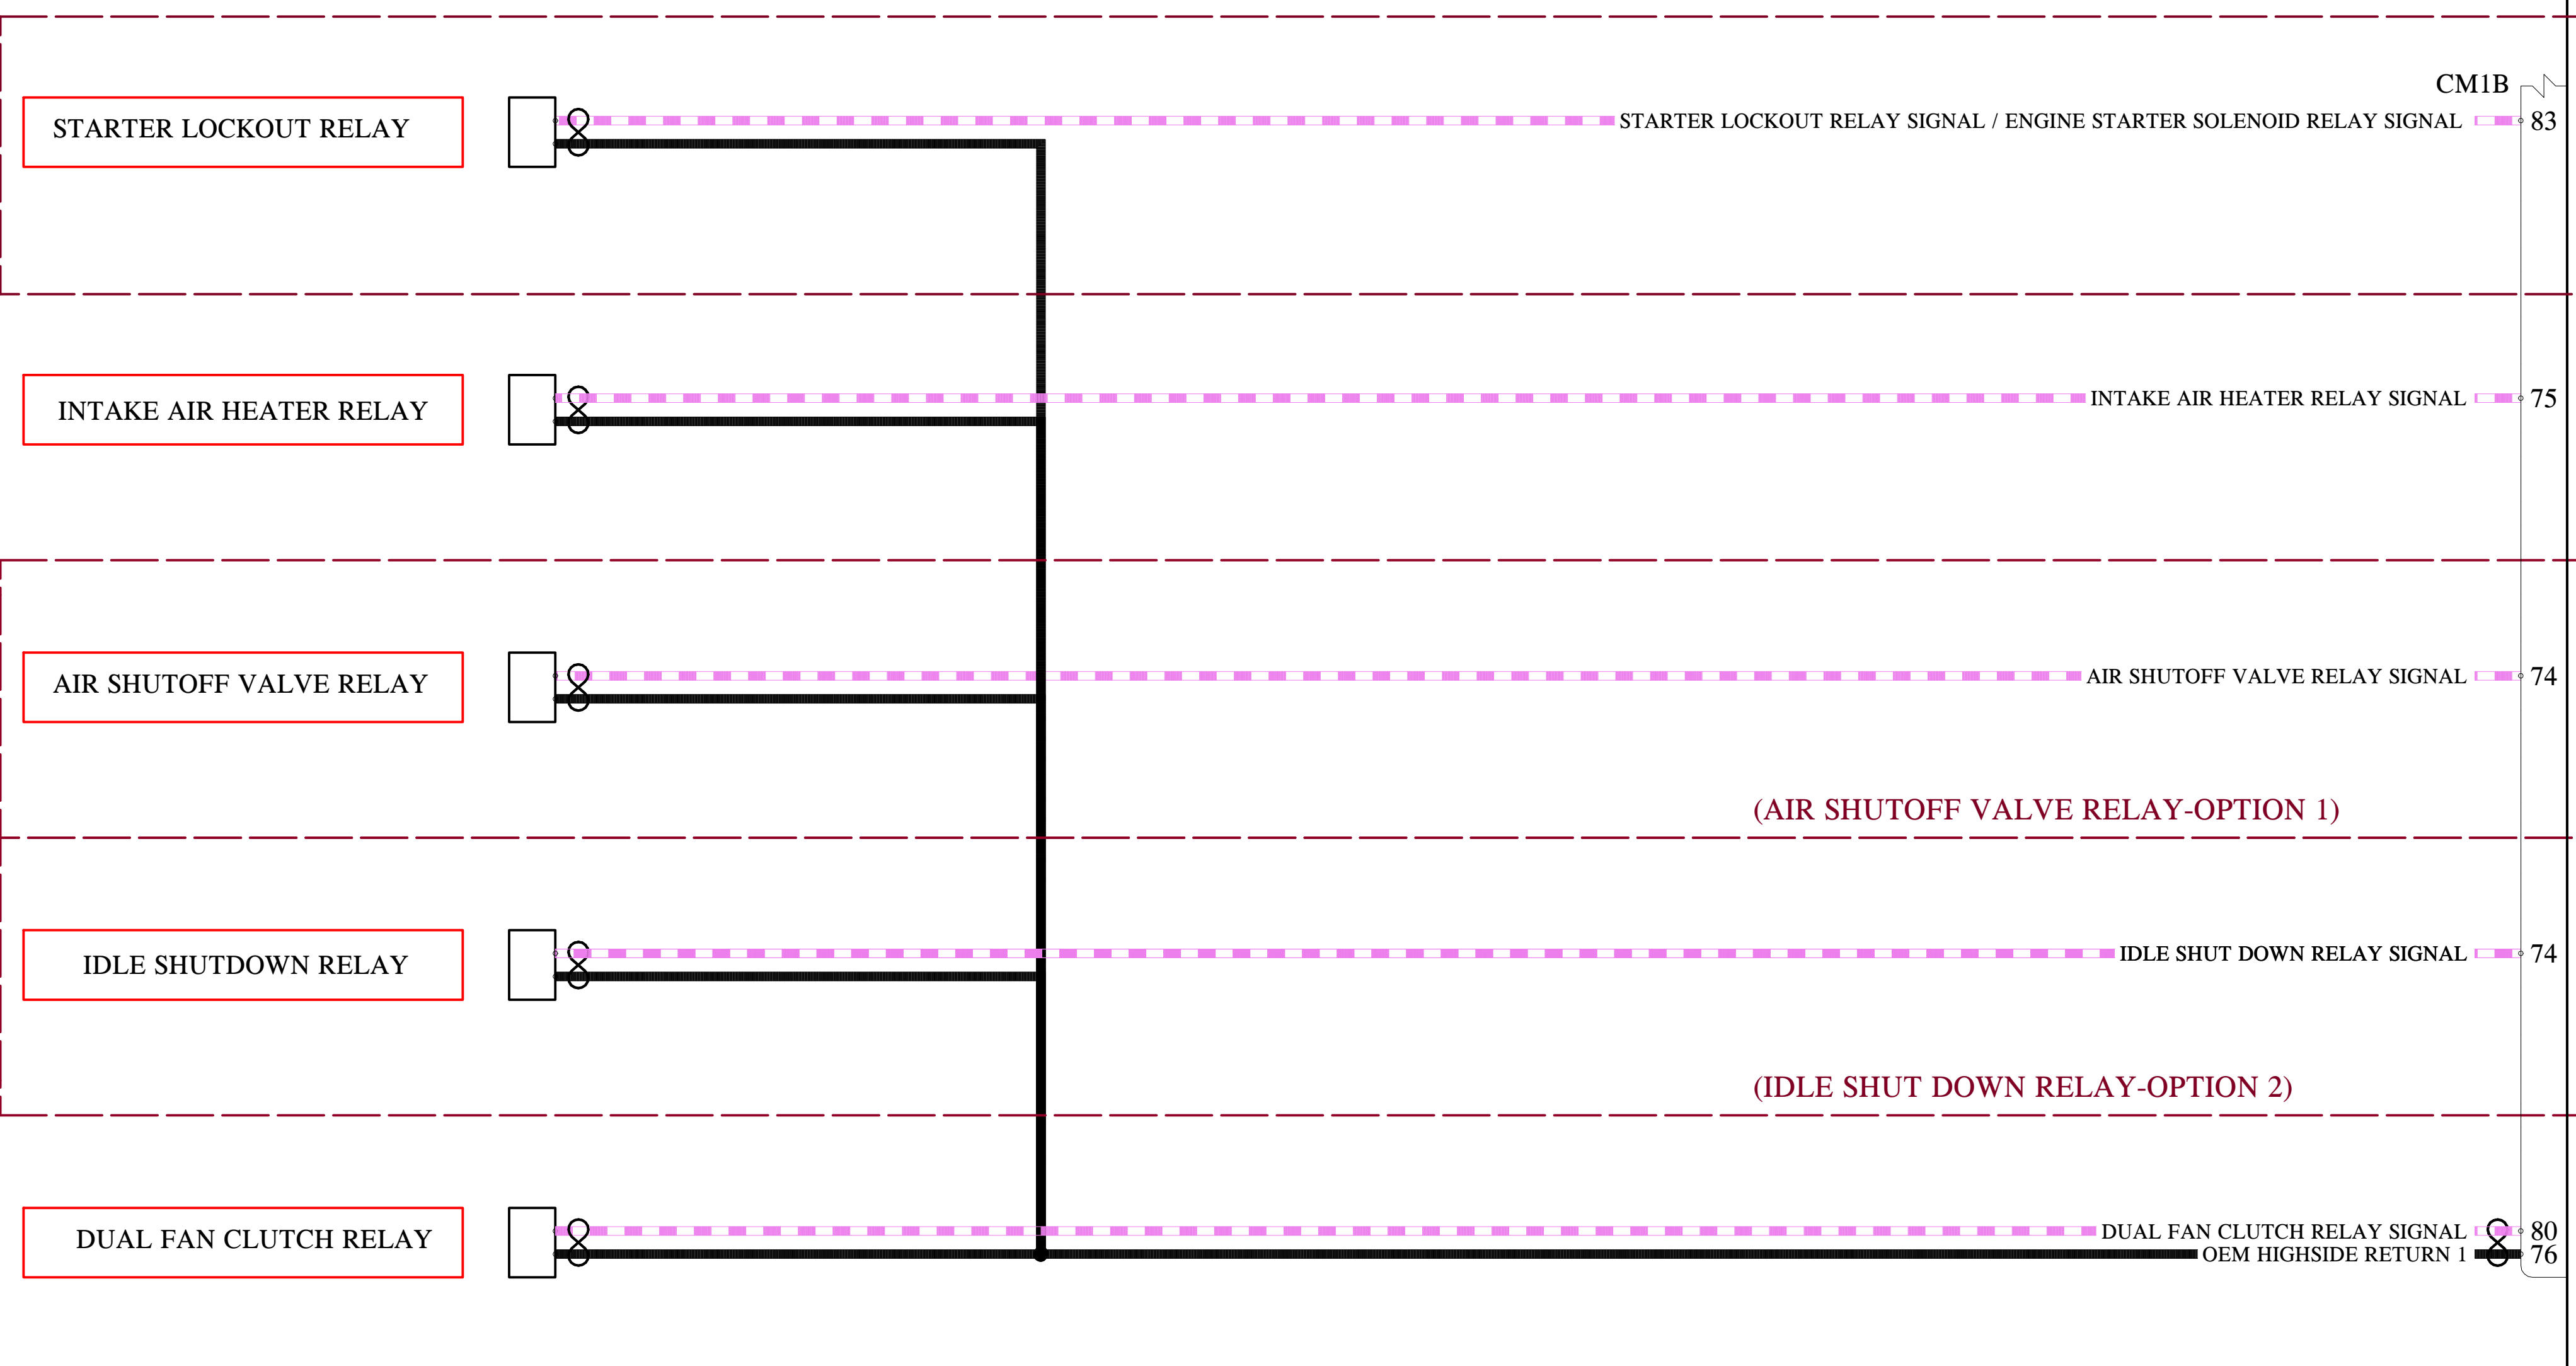 CM1B
STARTER LOCKOUT RELAY
STARTER LOCKOUT RELAY SIGNAL / ENGINE STARTER SOLENOID RELAY SIGNAL
83
INTAKE AIR HEATER RELAY
INTAKE AIR HEATER RELAY SIGNAL
75
AIR SHUTOFF VALVE RELAY
AIR SHUTOFF VALVE RELAY SIGNAL
74
(AIR SHUTOFF VALVE RELAY-OPTION 1)
IDLE SHUTDOWN RELAY
IDLE SHUT DOWN RELAY SIGNAL
74
(IDLE SHUT DOWN RELAY-OPTION 2)
DUAL FAN CLUTCH RELAY
DUAL FAN CLUTCH RELAY SIGNAL
80
OEM HIGHSIDE RETURN 1
76